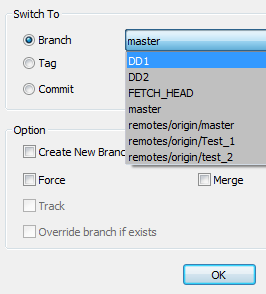 Switch To
Branch
master
DD1
Tag
DD2
FETCH_HEAD
Commit
master
remotes/origin/master
Option
remotes/origin/Test_1
Create New Branc
remotes/origin/test_2
Force
Merge
Track
Override branch if exists
OK